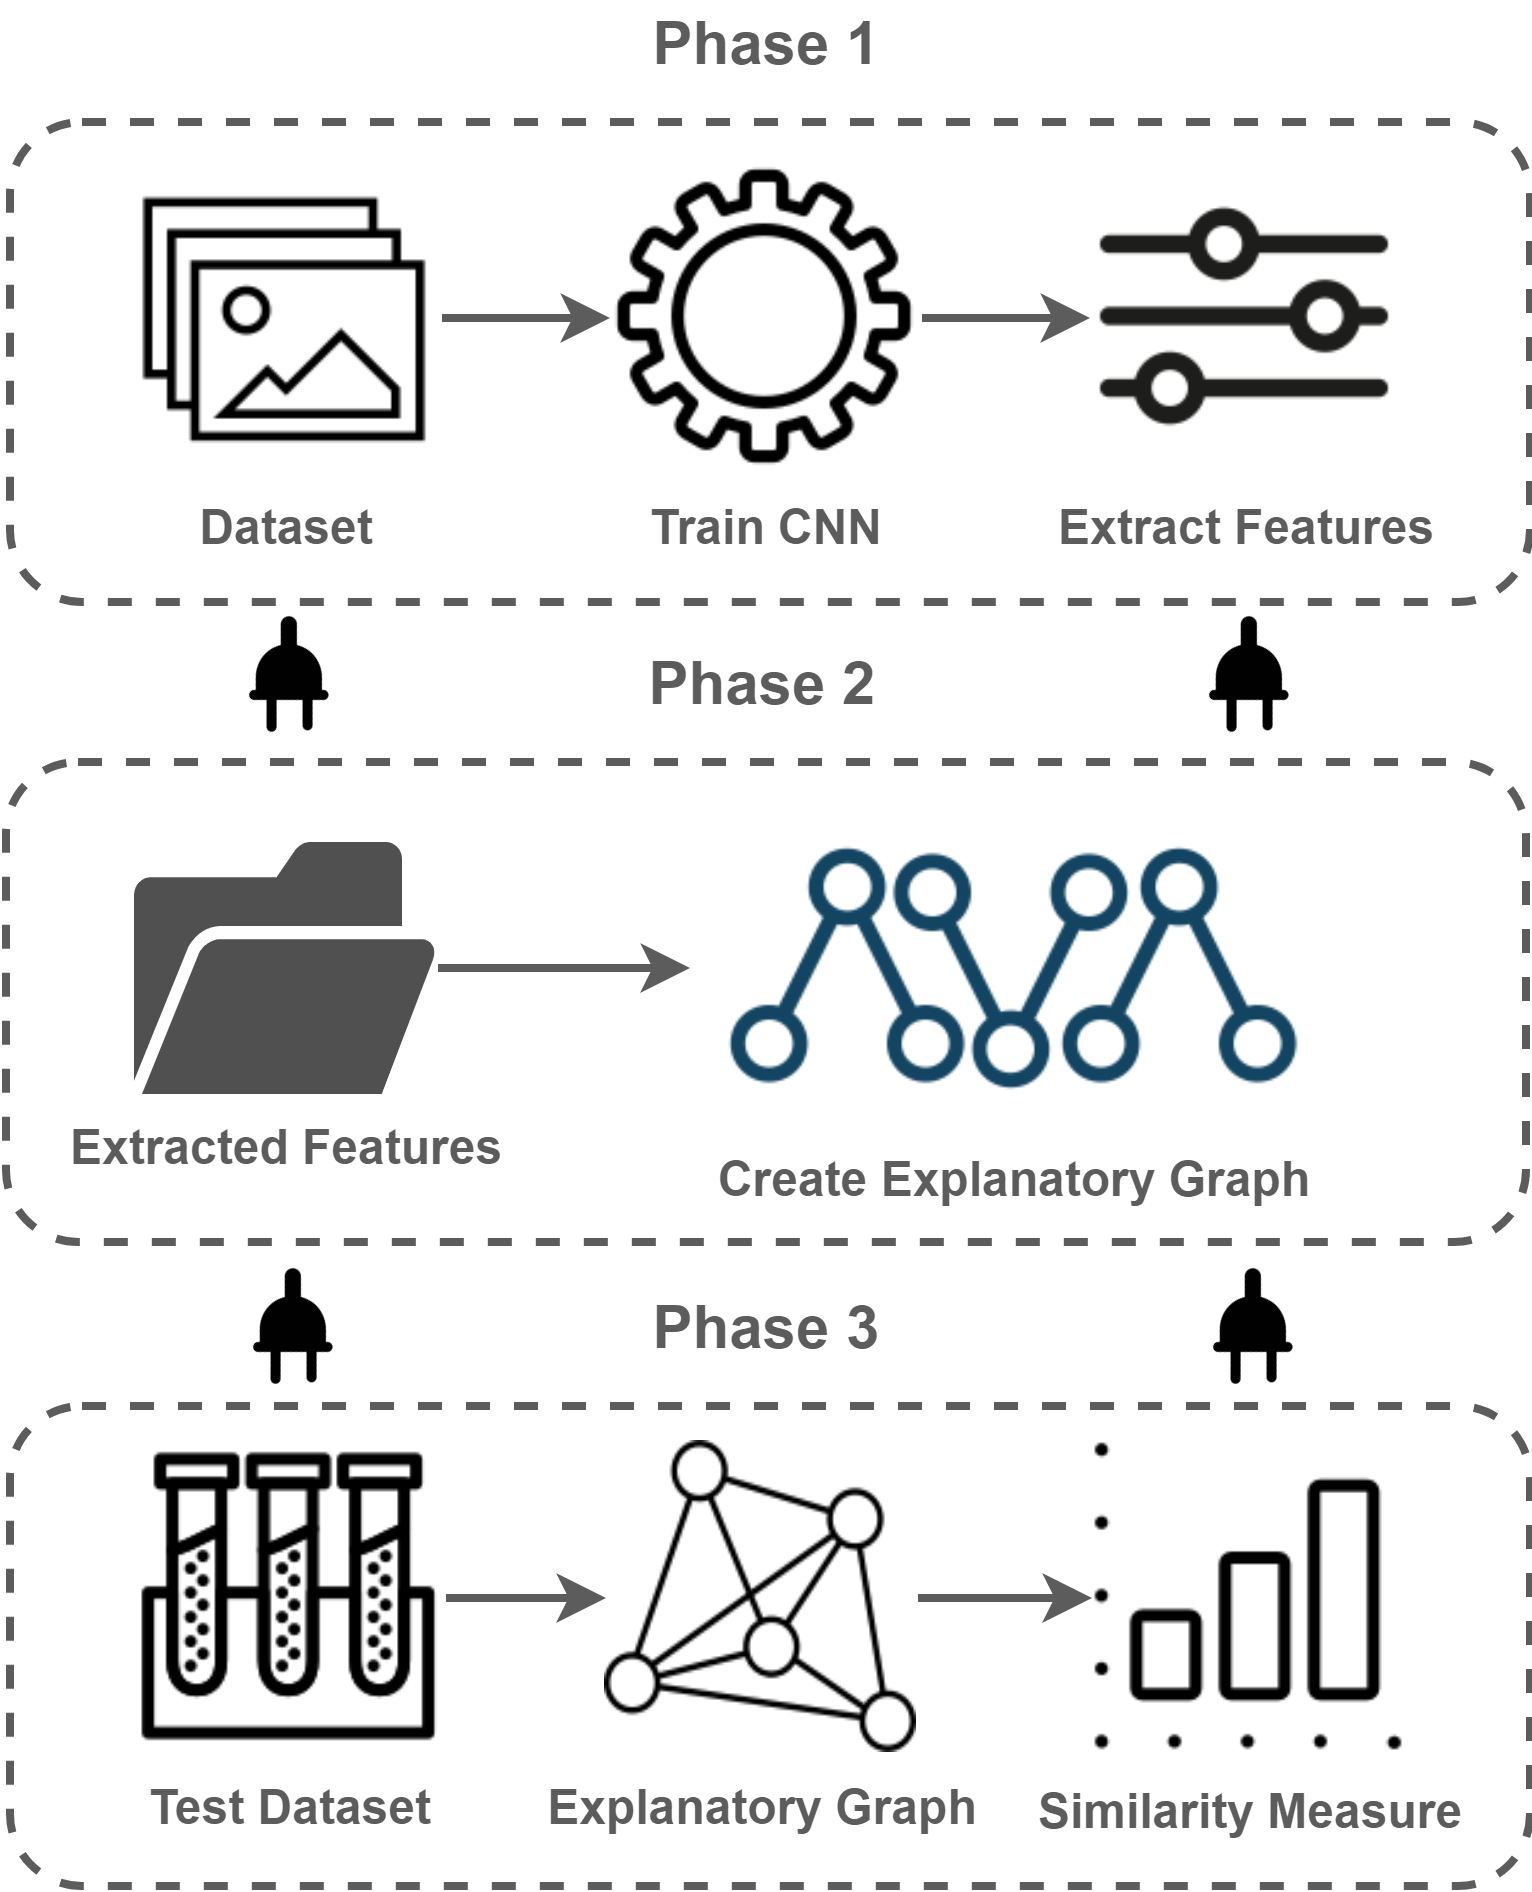 Phase 1
Dataset
Train CNN
Extract Features
Phase 2
Extracted Features
Create Explanatory Graph
Phase 3
Test Dataset
Explanatory Graph
Similarity Measure